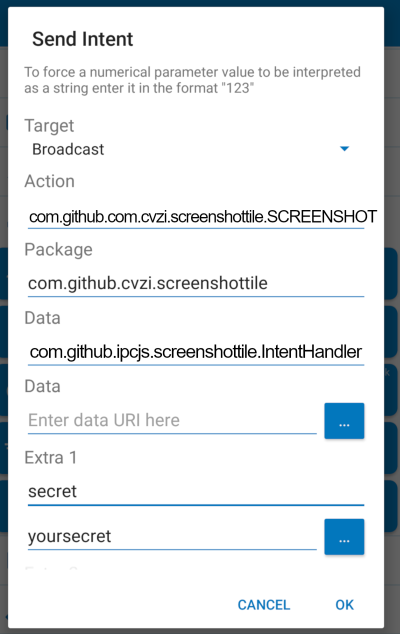 Send Intent
To force a numerical parameter value to be interpreted
as a string enter it in the format "123"
Target
Broadcast
Action
com.github.com.cvzi.screenshottile.SCREENSHOT
Package
com.github.cvzi.screenshottile
Data
com.github.ipcjs.screenshottile.IntentHandler
Data
Enter data URI here
...
Extra 1
secret
yoursecret
...
CANCEL
OK